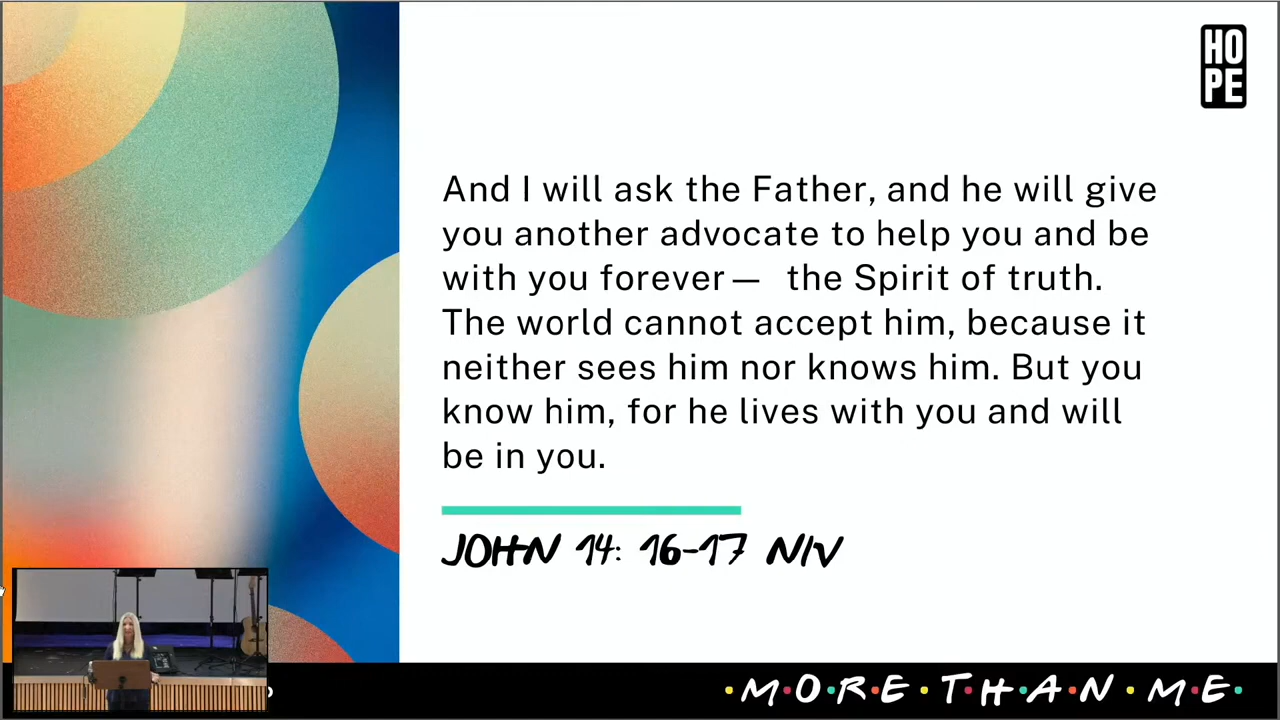 HO
PE
And I will ask the Father, and he will give
you another advocate to help you and be
with you forever— the Spirit of truth.
The world cannot accept him, because it
neither sees him nor knows him. But you
know him, for he lives with you and will
be in you.
JOHN 14: 16-17 NIV
•M•O•R•E•T•H•A•N•M•E•